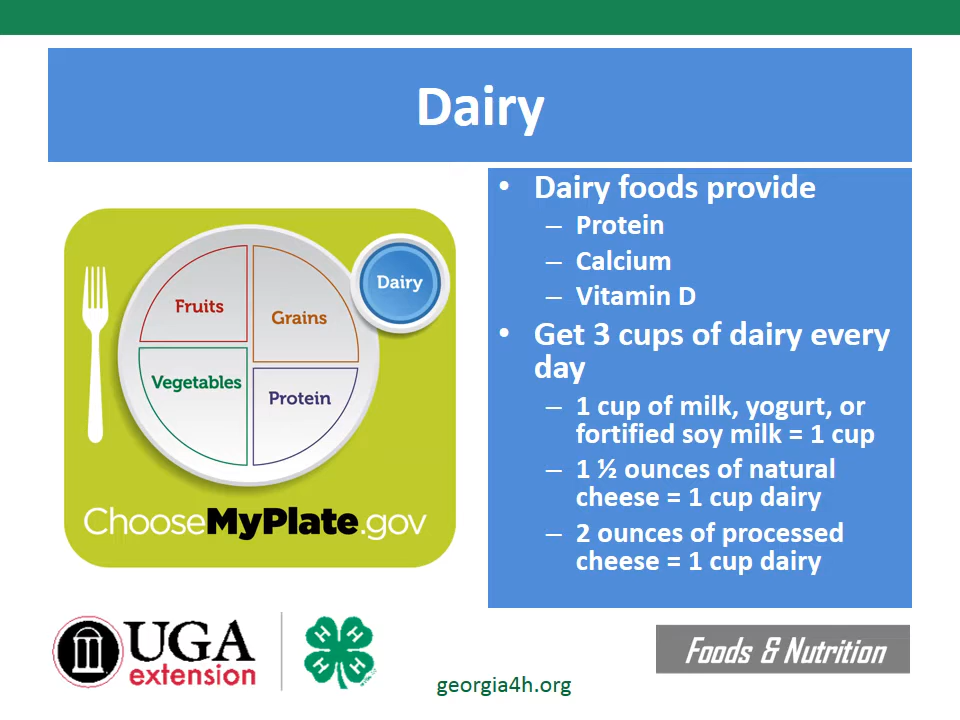 Dairy
Fruits
Grains
Dairy
Vegetables
Protein
ChooseMyPlate.gov
• Dairy foods provide
– Protein
– Calcium
– Vitamin D
• Get 3 cups of dairy every
day
– 1 cup of milk, yogurt, or
fortified soy milk = 1 cup
– 1 ½ ounces of natural
cheese = 1 cup dairy
– 2 ounces of processed
cheese = 1 cup dairy
UGA
extension
H H
H H
georgia4h.org
Foods & Nutrition